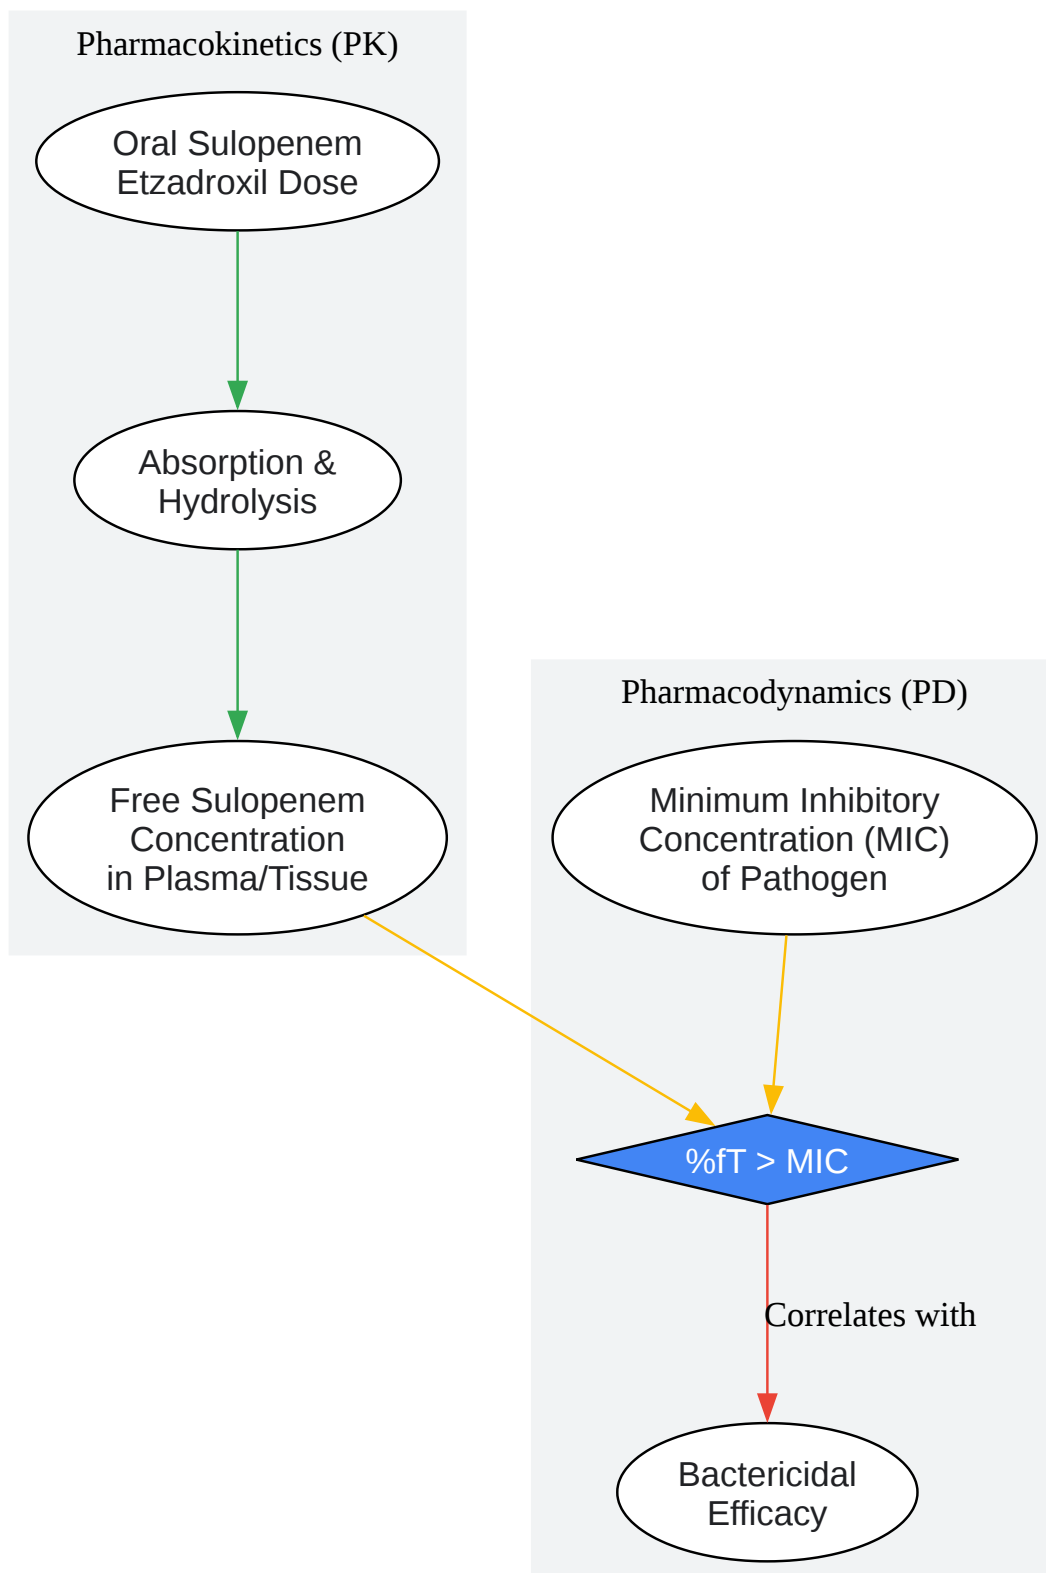 Pharmacokinetics (PK)
Oral Sulopenem
Etzadroxil Dose
Absorption &
Hydrolysis
Free Sulopenem
Concentration
in Plasma/Tissue
Pharmacodynamics (PD)
Minimum Inhibitory
Concentration (MIC)
of Pathogen
%fT > MIC
Correlates with
Bactericidal
Efficacy